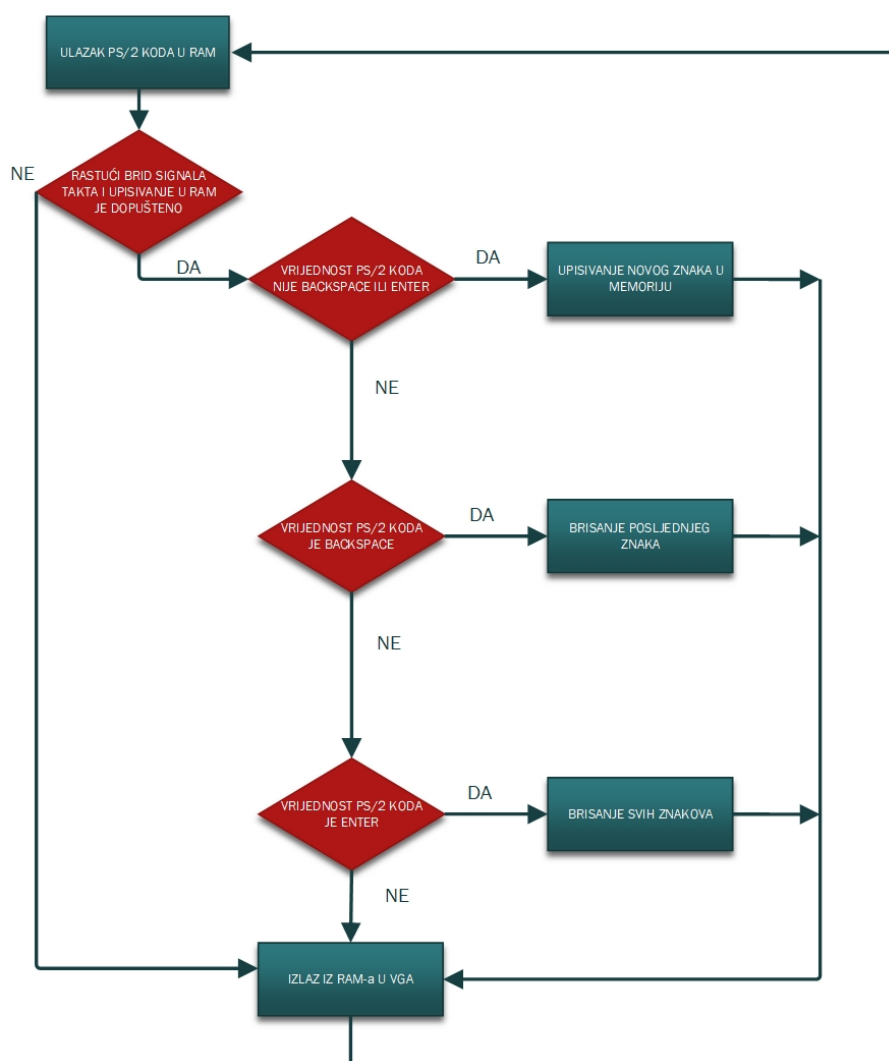 ULAZAK PS/2 KODA U RAM
NE
RASTUĆI BRID SIGNALA
TAKTA I UPISIVANJE U RAM
JE DOPUŠTENO
DA
VRIJEDNOST PS/2 KODA
NIJE BACKSPACE ILI ENTER
DA
UPISIVANJE NOVOG ZNAKA U
MEMORIJU
NE
VRIJEDNOST PS/2 KODA
JE BACKSPACE
DA
BRISANJE POSLJEDNJEG
ZNAKA
NE
VRIJEDNOST PS/2 KODA
JE ENTER
DA
BRISANJE SVIH ZNAKOVA
NE
IZLAZ IZ RAM-a U VGA